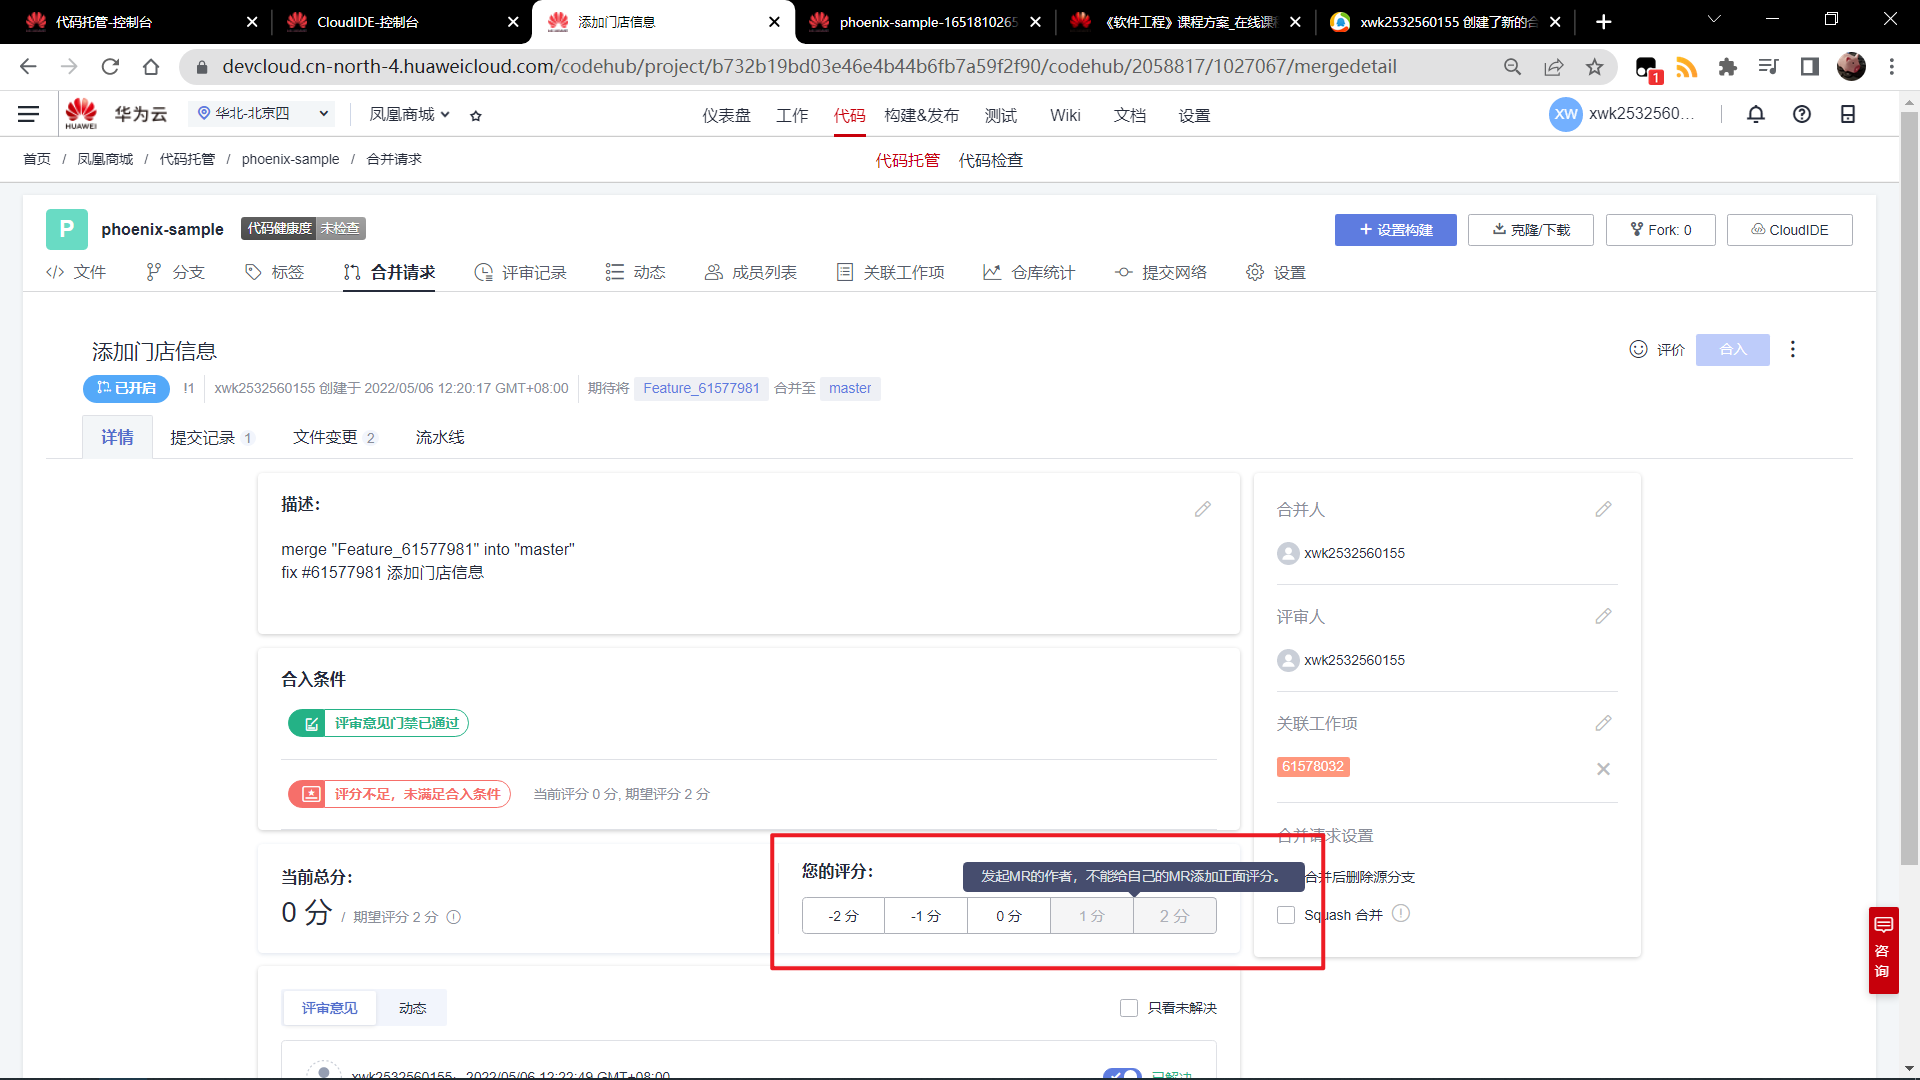 代码托管-控制台
CloudIDE-控制台
添加门店信息
phoenix-sample-1651810265
《软件工程》课程方案_在线课
xwk2532560155 创建了新的合
devcloud.cn-north-4.huaweicloud.com/codehub/project/b732b19bd03e46e4b44b6fb7a59f2f90/codehub/2058817/1027067/mergedetail
1
HUAWEI
华为云
华北-北京四
凤凰商城
仪表盘 工作 代码 构建&发布 测试 Wiki 文档 设置
XW xwk2532560...
首页 / 凤凰商城 / 代码托管 / phoenix-sample / 合并请求
代码托管 代码检查
P phoenix-sample 代码健康度 未检查
+ 设置构建 克隆/下载 Fork: 0 CloudIDE
</> 文件 分支 标签 合并请求 评审记录 动态 成员列表 关联工作项 仓库统计 提交网络 设置
添加门店信息
评价 合入
已开启 !1 xwk2532560155 创建于 2022/05/06 12:20:17 GMT+08:00 期待将 Feature_61577981 合并至 master
详情 提交记录 1 文件变更 2 流水线
描述:
merge "Feature_61577981" into "master"
fix #61577981 添加门店信息
合入条件
评审意见门禁已通过
评分不足，未满足合入条件 当前评分 0 分, 期望评分 2 分
当前总分:
0 分 / 期望评分 2 分
您的评分:
发起MR的作者，不能给自己的MR添加正面评分。
-2 分 -1 分 0 分 1 分 2 分
评审意见 动态
只看未解决
xwk2532560155· 2022/05/06 12:22:49 GMT+08:00
已解决
合并人
xwk2532560155
评审人
xwk2532560155
关联工作项
61578032
合并请求设置
合并后删除源分支
Squash 合并
咨
询